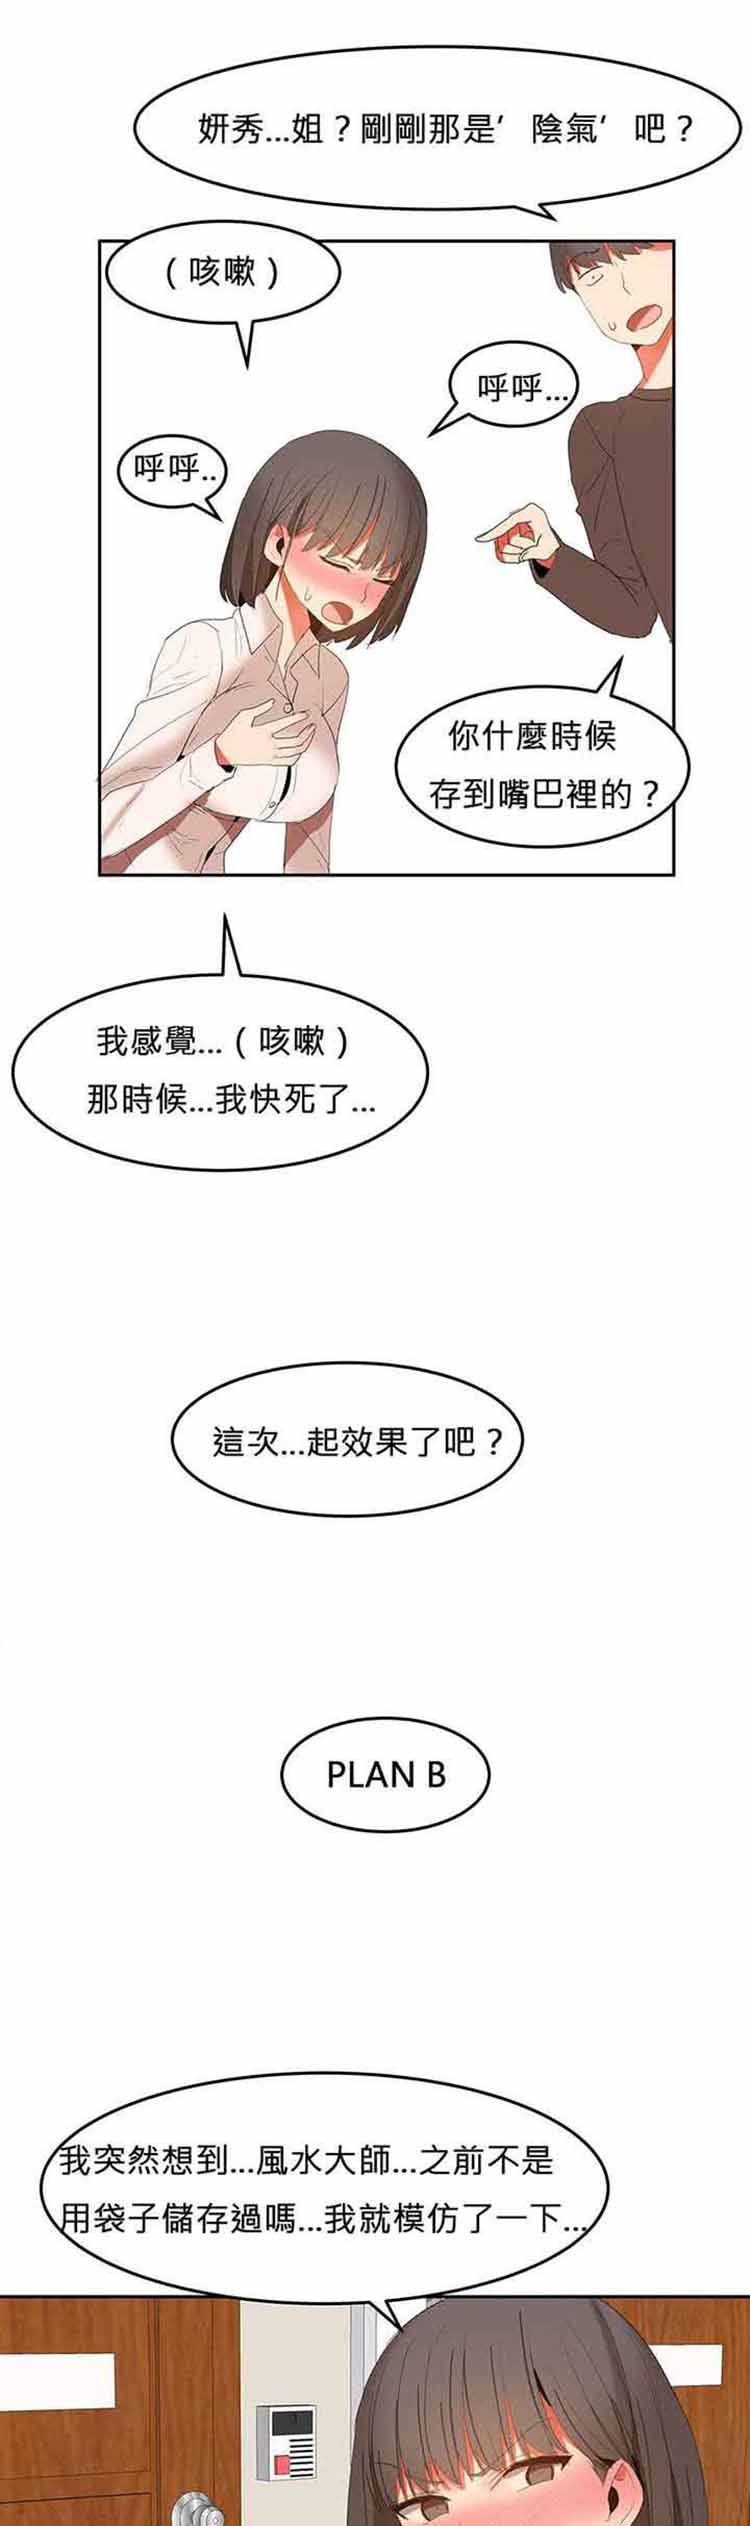 妍秀...姐？剛剛那是’陰氣’吧？
（咳嗽）
呼呼...
呼呼..
你什麼時候
存到嘴巴裡的？
我感覺...（咳嗽）
那時候...我快死了...
這次...起效果了吧？
PLAN B
我突然想到...風水大師...之前不是
用袋子儲存過嗎...我就模仿了一下...